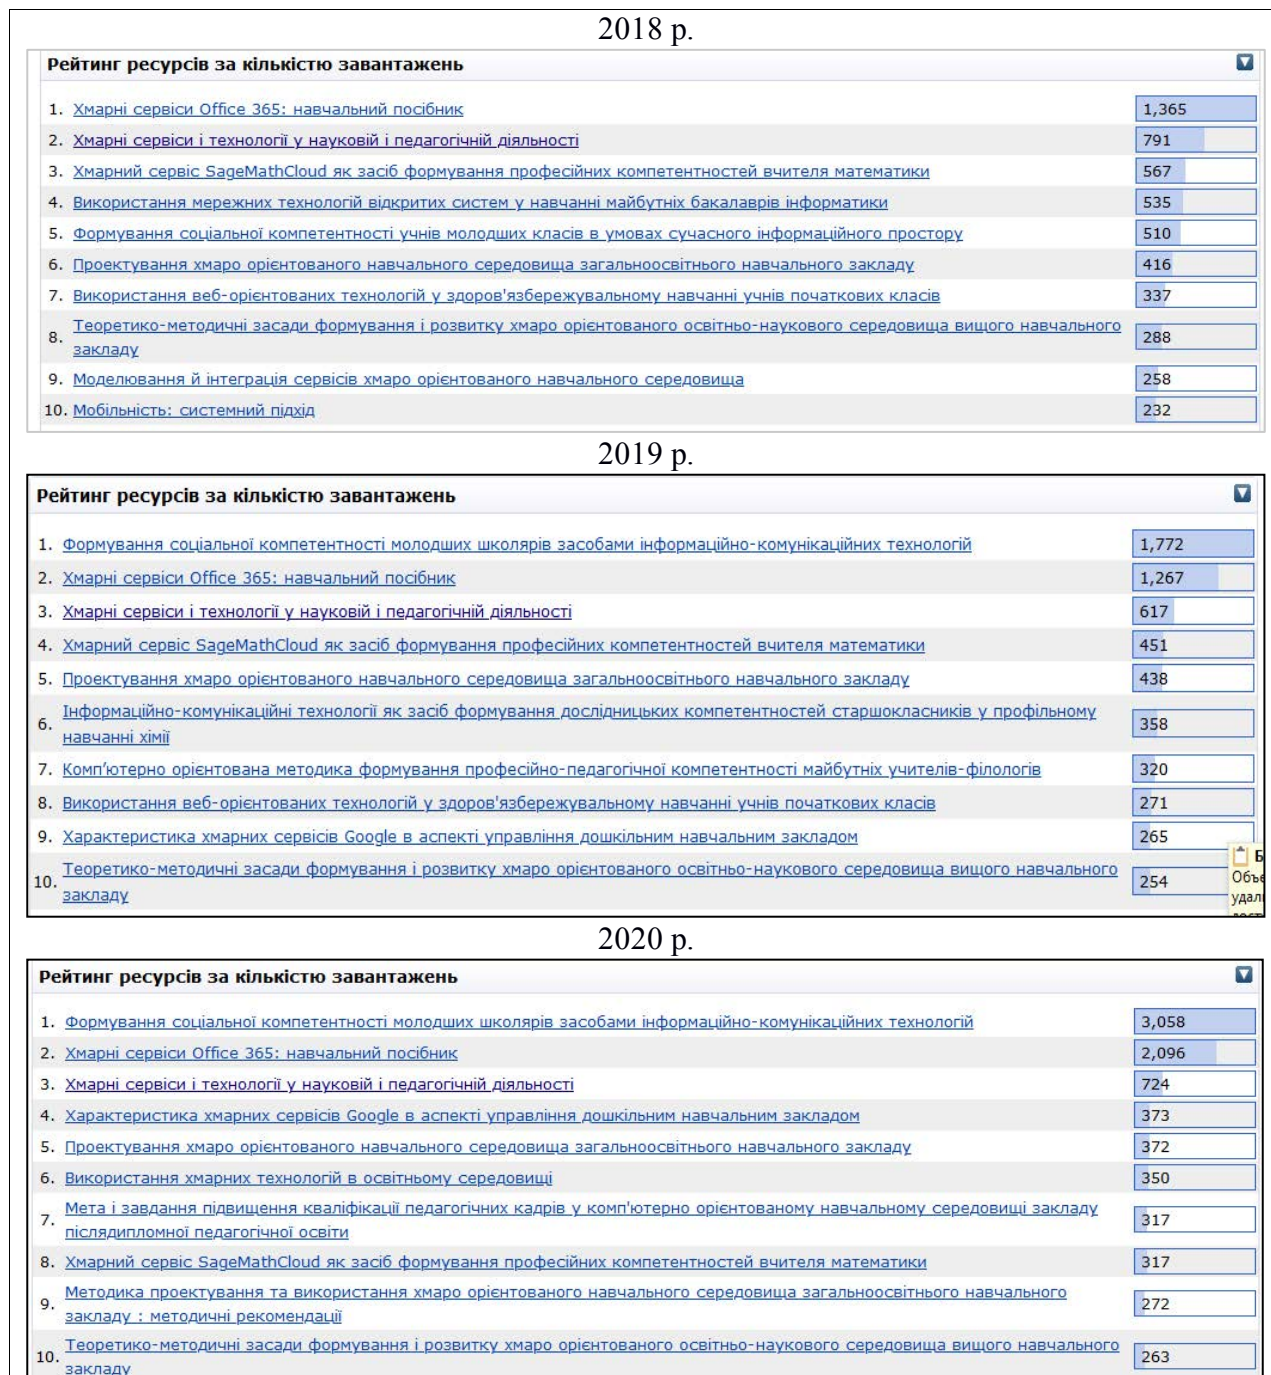 2018 р.
Рейтинг ресурсів за кількістю завантажень
1. Хмарні сервіси Office 365: навчальний посібник 1,365
2. Хмарні сервіси і технології у науковій і педагогічній діяльності 791
3. Хмарний сервіс SageMathCloud як засіб формування професійних компетентностей вчителя математики 567
4. Використання мережних технологій відкритих систем у навчанні майбутніх бакалаврів інформатики 535
5. Формування соціальної компетентності учнів молодших класів в умовах сучасного інформаційного простору 510
6. Проектування хмаро орієнтованого навчального середовища загальноосвітнього навчального закладу 416
7. Використання веб-орієнтованих технологій у здоров'язбережувальному навчанні учнів початкових класів 337
8. Теоретико-методичні засади формування і розвитку хмаро орієнтованого освітньо-наукового середовища вищого навчального
закладу 288
9. Моделювання й інтеграція сервісів хмаро орієнтованого навчального середовища 258
10. Мобільність: системний підхід 232
2019 р.
Рейтинг ресурсів за кількістю завантажень
1. Формування соціальної компетентності молодших школярів засобами інформаційно-комунікаційних технологій 1,772
2. Хмарні сервіси Office 365: навчальний посібник 1,267
3. Хмарні сервіси і технології у науковій і педагогічній діяльності 617
4. Хмарний сервіс SageMathCloud як засіб формування професійних компетентностей вчителя математики 451
5. Проектування хмаро орієнтованого навчального середовища загальноосвітнього навчального закладу 438
6. Інформаційно-комунікаційні технології як засіб формування дослідницьких компетентностей старшокласників у профільному
навчанні хімії 358
7. Комп’ютерно орієнтована методика формування професійно-педагогічної компетентності майбутніх учителів-філологів 320
8. Використання веб-орієнтованих технологій у здоров'язбережувальному навчанні учнів початкових класів 271
9. Характеристика хмарних сервісів Google в аспекті управління дошкільним навчальним закладом 265
10. Теоретико-методичні засади формування і розвитку хмаро орієнтованого освітньо-наукового середовища вищого навчального
закладу 254
2020 р.
Рейтинг ресурсів за кількістю завантажень
1. Формування соціальної компетентності молодших школярів засобами інформаційно-комунікаційних технологій 3,058
2. Хмарні сервіси Office 365: навчальний посібник 2,096
3. Хмарні сервіси і технології у науковій і педагогічній діяльності 724
4. Характеристика хмарних сервісів Google в аспекті управління дошкільним навчальним закладом 373
5. Проектування хмаро орієнтованого навчального середовища загальноосвітнього навчального закладу 372
6. Використання хмарних технологій в освітньому середовищі 350
7. Мета і завдання підвищення кваліфікації педагогічних кадрів у комп'ютерно орієнтованому навчальному середовищі закладу
післядипломної педагогічної освіти 317
8. Хмарний сервіс SageMathCloud як засіб формування професійних компетентностей вчителя математики 317
9. Методика проектування та використання хмаро орієнтованого навчального середовища загальноосвітнього навчального
закладу : методичні рекомендації 272
10. Теоретико-методичні засади формування і розвитку хмаро орієнтованого освітньо-наукового середовища вищого навчального
закладу 263